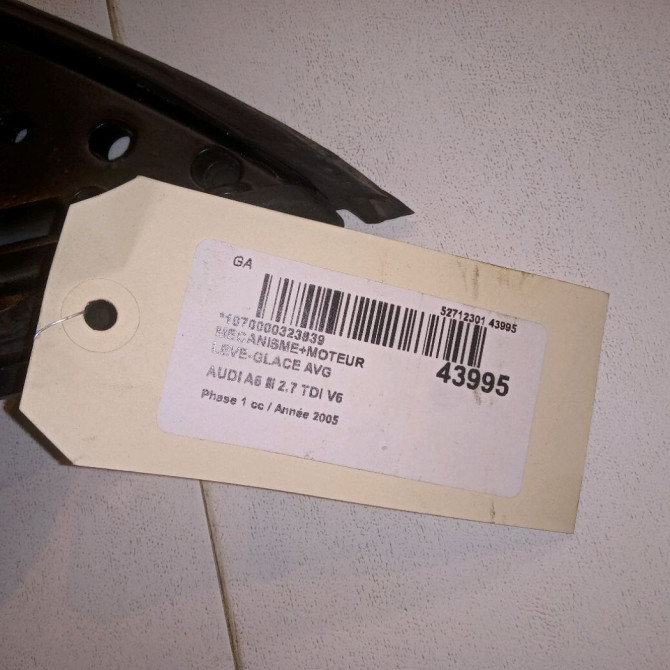 GA
52712301 43995
*1670000323839
MECANISME+MOTEUR
LEVE-GLACE AVG
43995
AUDI A6 III 2.7 TDI V6
Phase 1 cc / Année 2005